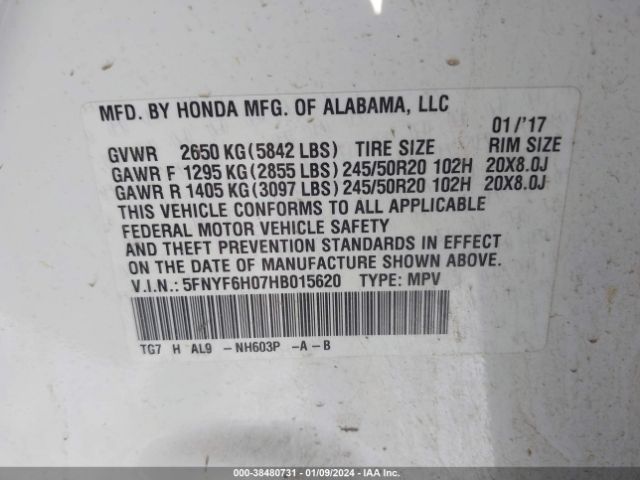 MFD. BY HONDA MFG. OF ALABAMA, LLC
01/'17
GVWR 2650 KG(5842 LBS) TIRE SIZE RIM SIZE
GAWR F 1295 KG(2855 LBS)245/50R20 102H 20X8.0J
GAWR R 1405 KG(3097 LBS)245/50R20 102H 20X8.0J
THIS VEHICLE CONFORMS TO ALL APPLICABLE
FEDERAL MOTOR VEHICLE SAFETY
AND THEFT PREVENTION STANDARDS IN EFFECT
ON THE DATE OF MANUFACTURE SHOWN ABOVE.
V.I.N.: 5FNYF6H07HB015620 TYPE: MPV
TG7 H AL9 -NH603P -A-B
000-38480731 - 01/09/2024 - IAA Inc.